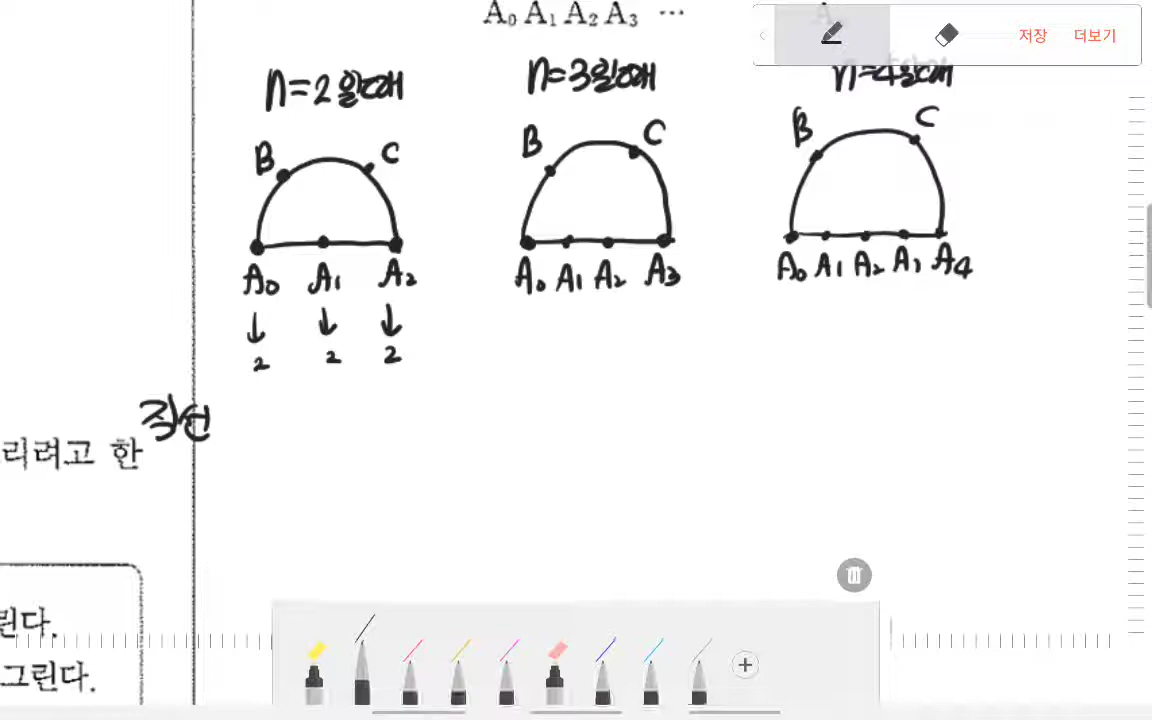 A₀ A₁ A₂ A₃ ⋯
저장 더보기
n=2일때 n=3일때 n=4일때
B C B C B C
A₀ A₁ A₂ A₀ A₁ A₂ A₃ A₀ A₁ A₂ A₃ A₄
↓ ↓ ↓
2 2 2
직선
리려고 한
린다.
그린다.